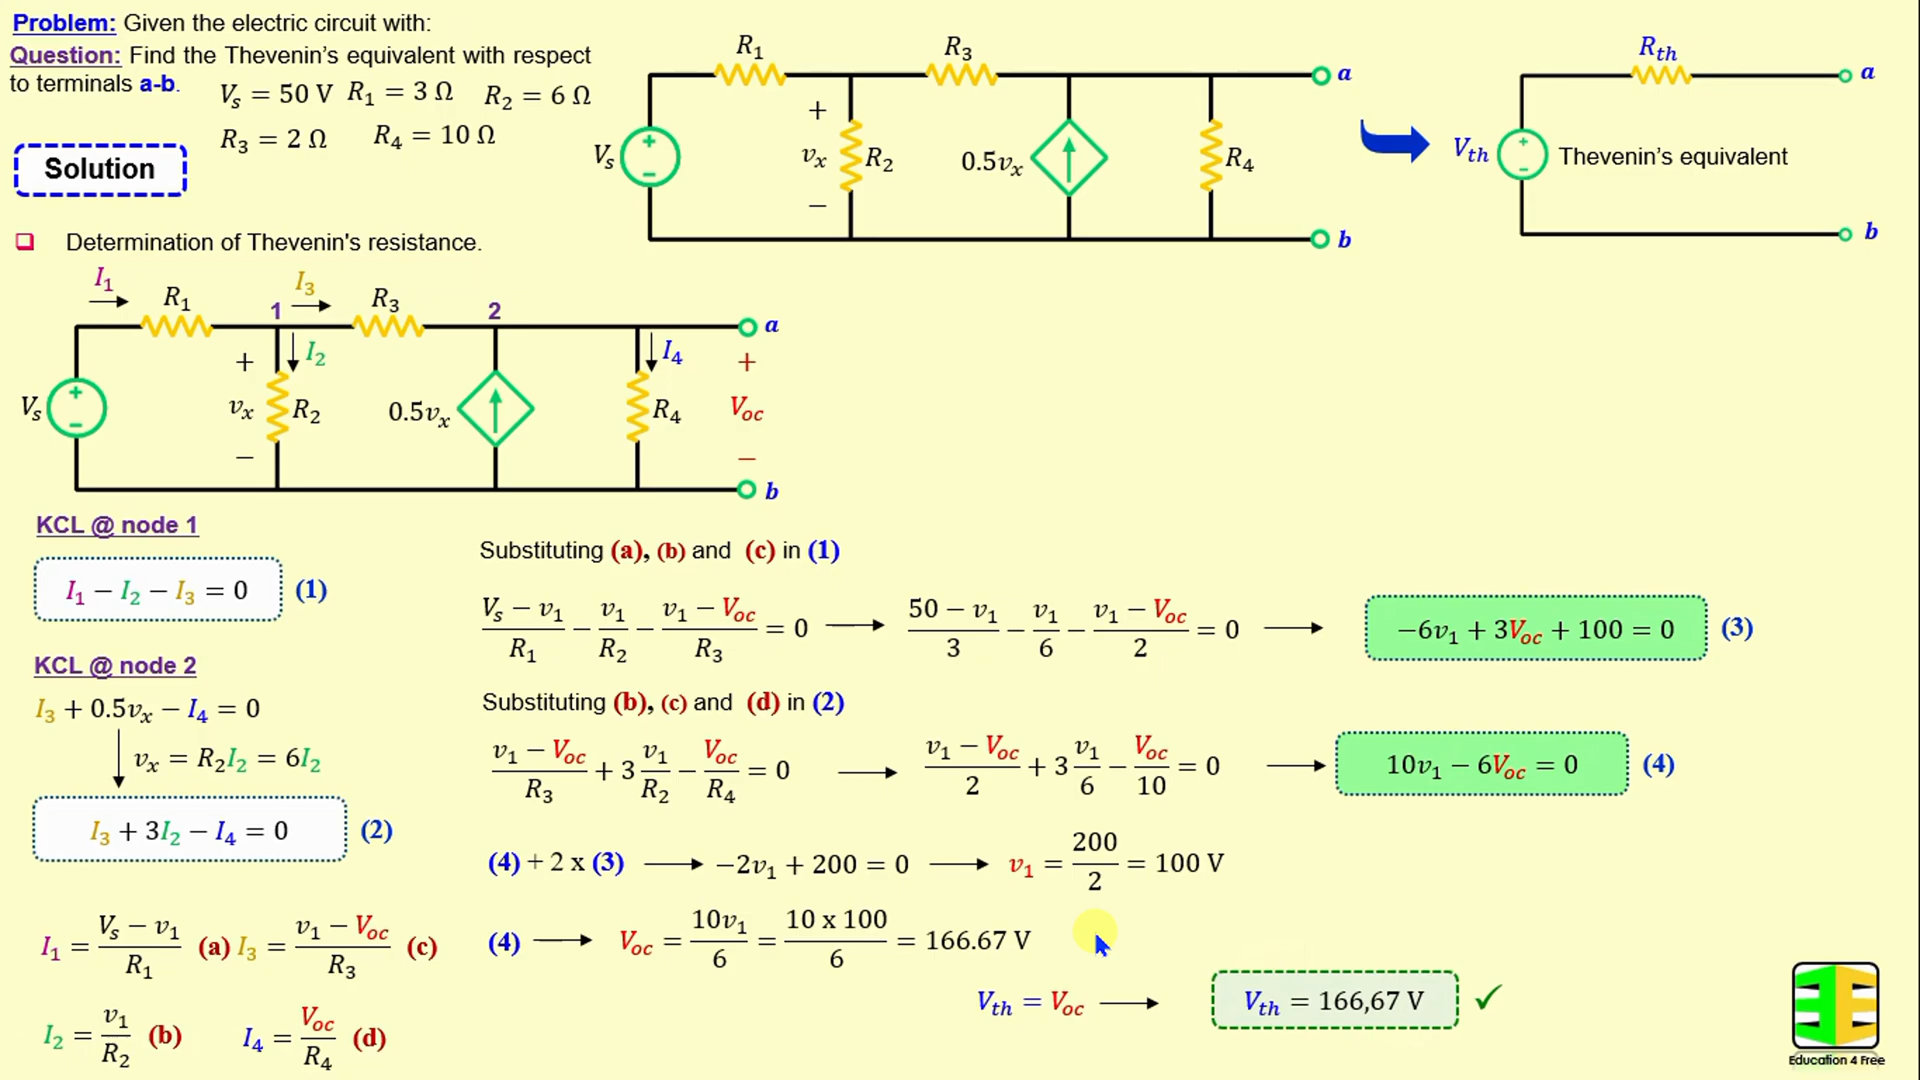 Problem: Given the electric circuit with:
Question: Find the Thevenin's equivalent with respect
to terminals a-b.
Vs = 50 V R1 = 3 Ω R2 = 6 Ω
R3 = 2 Ω R4 = 10 Ω
Solution
R1 R3 a
+
Vs vx R2 0.5vx R4
−
b
Rth a
Vth Thevenin's equivalent
b
Determination of Thevenin's resistance.
I1 R1 1 I3 R3 2 a
+ I2 I4 +
Vs vx R2 0.5vx R4 Voc
− −
b
KCL @ node 1
I1 − I2 − I3 = 0 (1)
KCL @ node 2
I3 + 0.5vx − I4 = 0
vx = R2I2 = 6I2
I3 + 3I2 − I4 = 0 (2)
I1 = (Vs − v1)/R1 (a) I3 = (v1 − Voc)/R3 (c)
I2 = v1/R2 (b) I4 = Voc/R4 (d)
Substituting (a), (b) and (c) in (1)
(Vs − v1)/R1 − v1/R2 − (v1 − Voc)/R3 = 0 → (50 − v1)/3 − v1/6 − (v1 − Voc)/2 = 0 → −6v1 + 3Voc + 100 = 0 (3)
Substituting (b), (c) and (d) in (2)
(v1 − Voc)/R3 + 3 v1/R2 − Voc/R4 = 0 → (v1 − Voc)/2 + 3 v1/6 − Voc/10 = 0 → 10v1 − 6Voc = 0 (4)
(4) + 2 x (3) → −2v1 + 200 = 0 → v1 = 200/2 = 100 V
(4) → Voc = 10v1/6 = 10 x 100/6 = 166.67 V
Vth = Voc → Vth = 166,67 V ✓
Education 4 Free